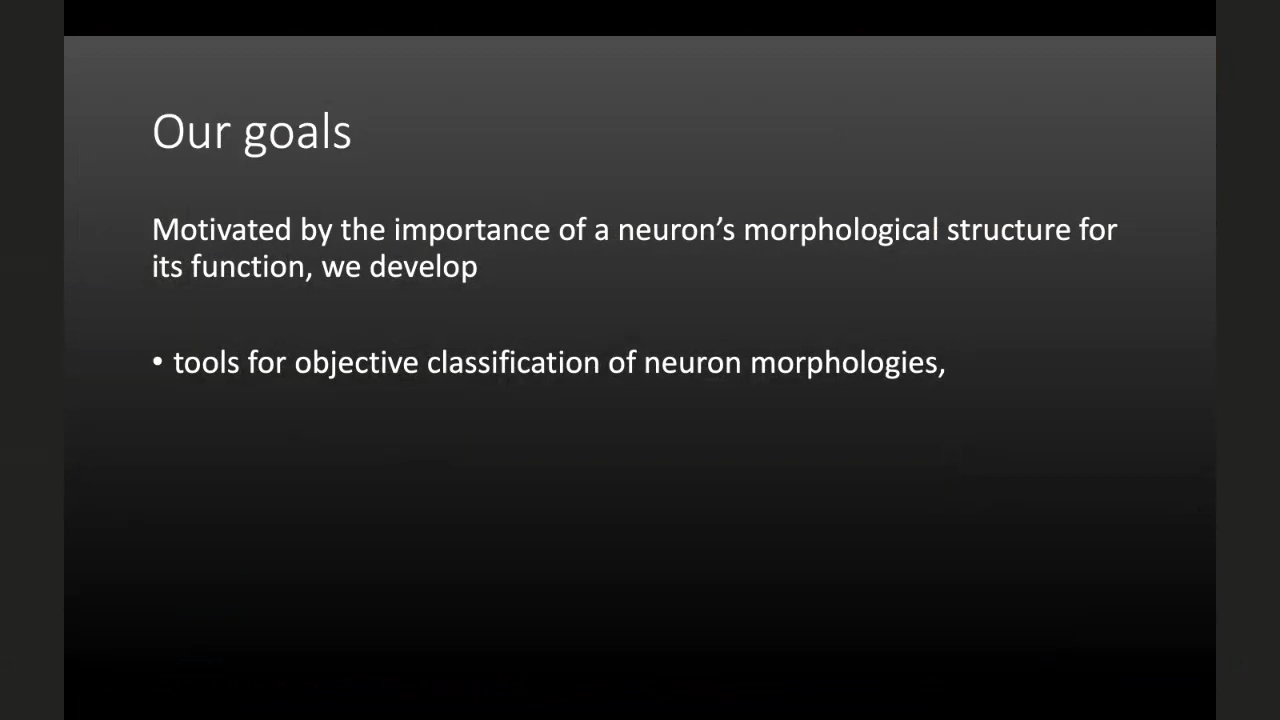 Our goals
Motivated by the importance of a neuron’s morphological structure for
its function, we develop
• tools for objective classification of neuron morphologies,